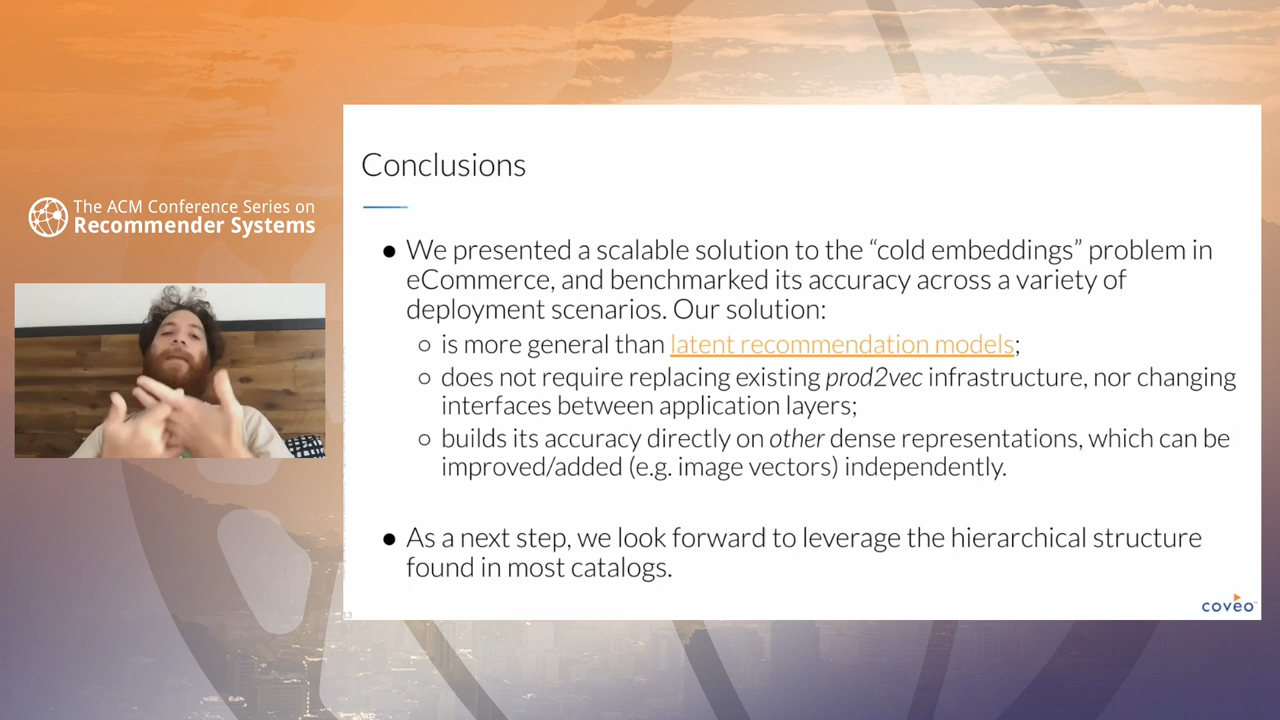 The ACM Conference Series on
Recommender Systems
Conclusions
● We presented a scalable solution to the “cold embeddings” problem in
eCommerce, and benchmarked its accuracy across a variety of
deployment scenarios. Our solution:
○ is more general than latent recommendation models;
○ does not require replacing existing prod2vec infrastructure, nor changing
interfaces between application layers;
○ builds its accuracy directly on other dense representations, which can be
improved/added (e.g. image vectors) independently.
● As a next step, we look forward to leverage the hierarchical structure
found in most catalogs.
13
coveo